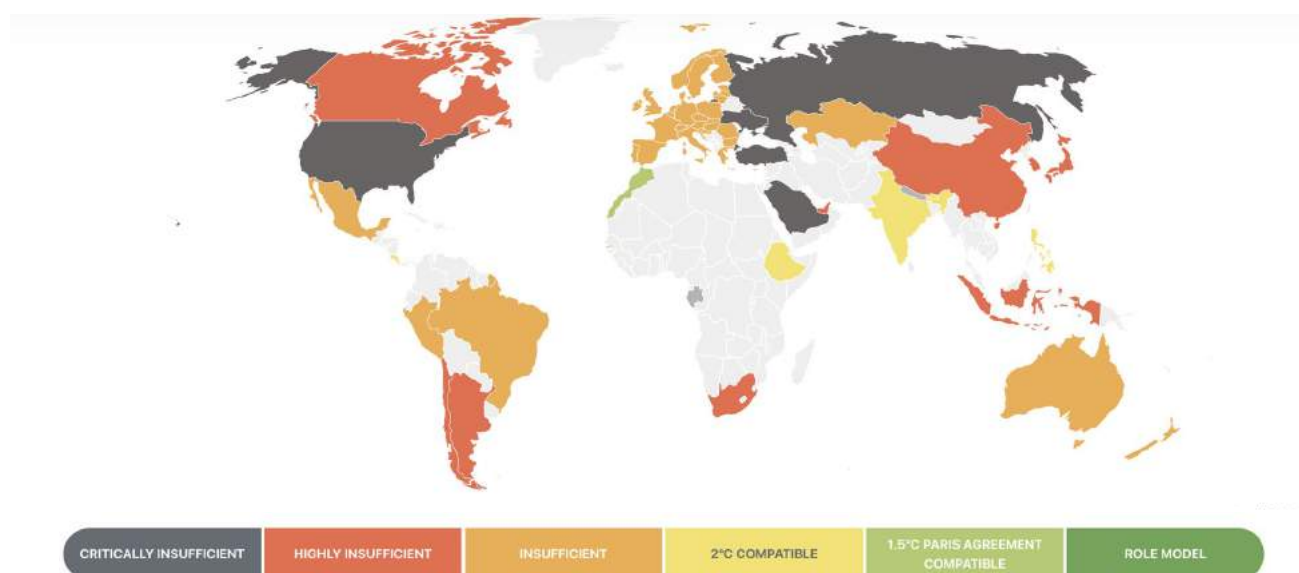 CRITICALLY INSUFFICIENT
HIGHLY INSUFFICIENT
INSUFFICIENT
2°C COMPATIBLE
1.5°C PARIS AGREEMENT
COMPATIBLE
ROLE MODEL